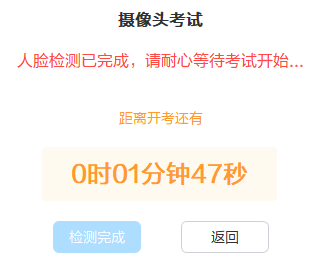 摄像头考试
人脸检测已完成，请耐心等待考试开始...
距离开考还有
0时01分钟47秒
检测完成
返回